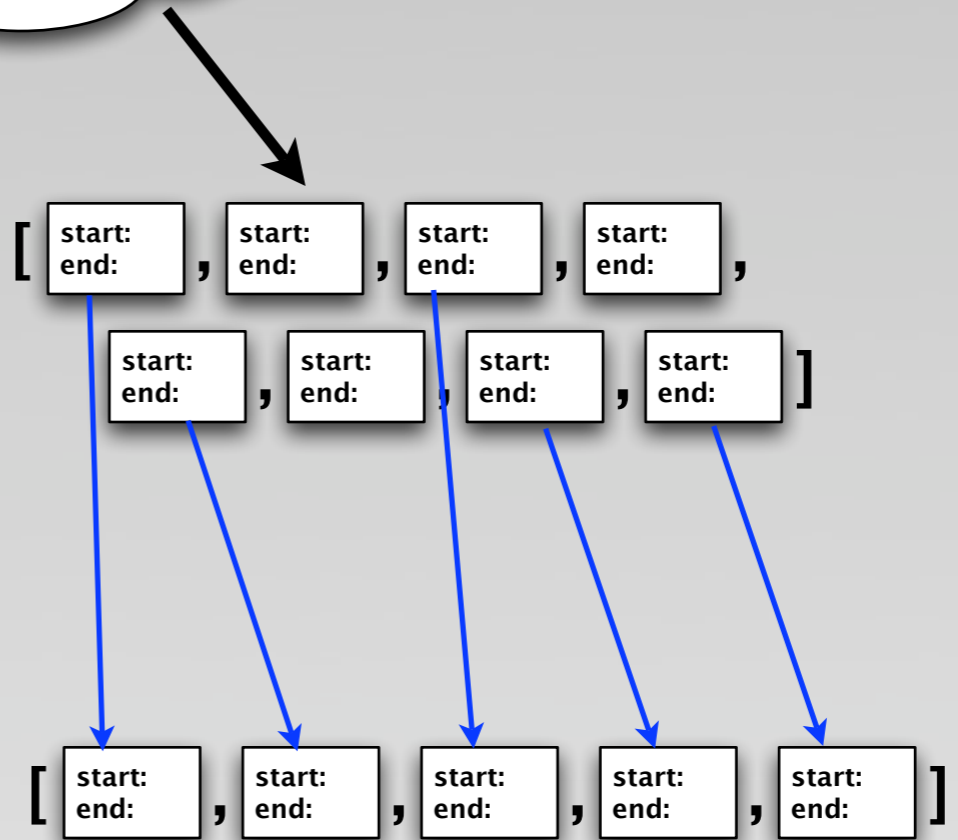 [ start: , start: , start: , start: ,
end: end: end: end:
start: , start: , start: , start: ]
end: end: end: end:
[ start: , start: , start: , start: , start: ]
end: end: end: end: end: